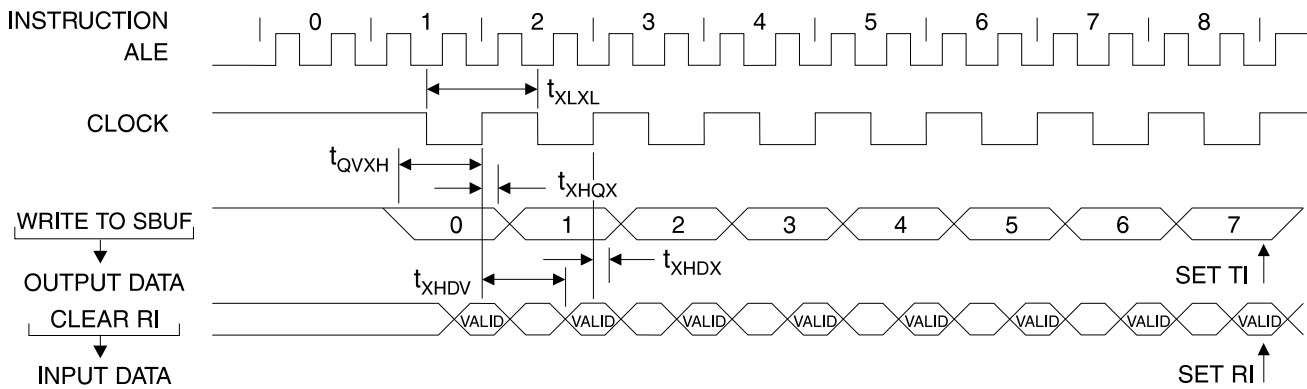 INSTRUCTION 0 1 2 3 4 5 6 7 8
ALE
tXLXL
CLOCK
tQVXH
tXHQX
WRITE TO SBUF 0 1 2 3 4 5 6 7
tXHDX
OUTPUT DATA SET TI
tXHDV
CLEAR RI VALID VALID VALID VALID VALID VALID VALID VALID
INPUT DATA SET RI